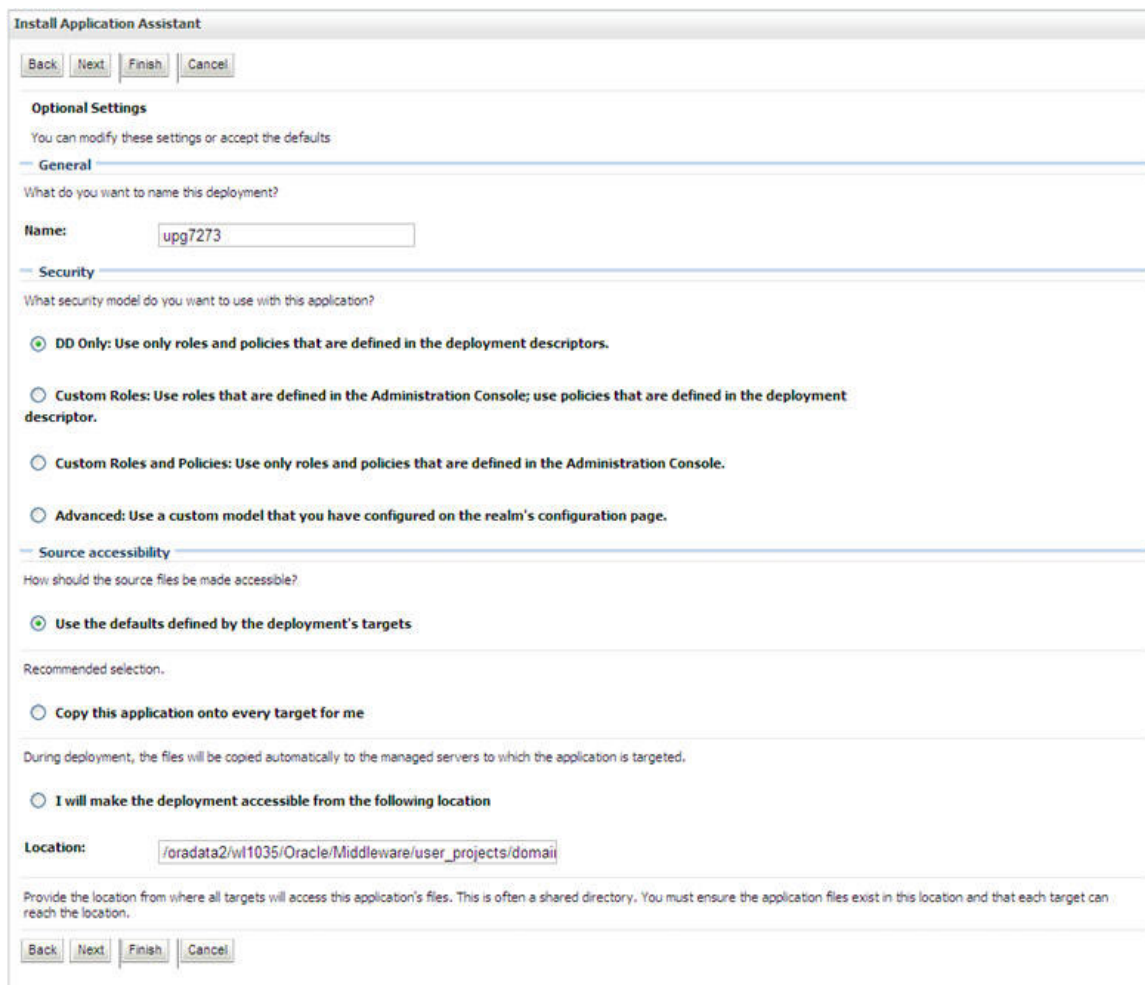 Install Application Assistant
Back Next Finish Cancel
Optional Settings
You can modify these settings or accept the defaults
General
What do you want to name this deployment?
Name: upg7273
Security
What security model do you want to use with this application?
DD Only: Use only roles and policies that are defined in the deployment descriptors.
Custom Roles: Use roles that are defined in the Administration Console; use policies that are defined in the deployment
descriptor.
Custom Roles and Policies: Use only roles and policies that are defined in the Administration Console.
Advanced: Use a custom model that you have configured on the realm's configuration page.
Source accessibility
How should the source files be made accessible?
Use the defaults defined by the deployment's targets
Recommended selection.
Copy this application onto every target for me
During deployment, the files will be copied automatically to the managed servers to which the application is targeted.
I will make the deployment accessible from the following location
Location: /oradata2/wl1035/Oracle/Middleware/user_projects/domain
Provide the location from where all targets will access this application's files. This is often a shared directory. You must ensure the application files exist in this location and that each target can
reach the location.
Back Next Finish Cancel